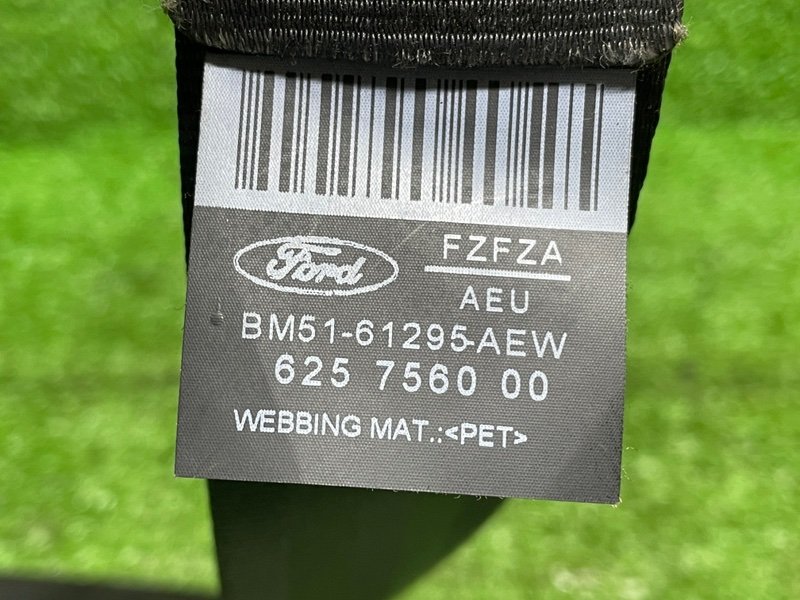 Ford
FZFZA
AEU
BM51-61295-AEW
625 7560 00
WEBBING MAT.:<PET>